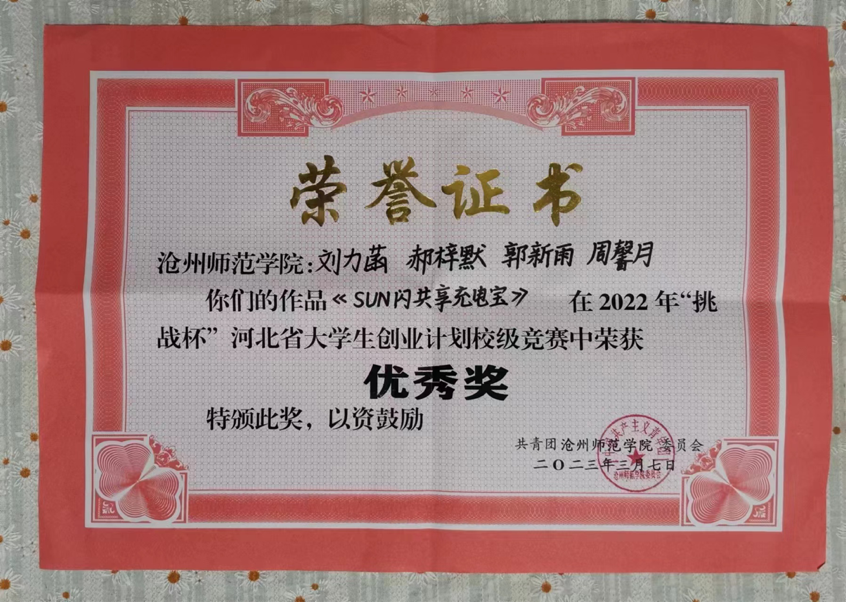 荣誉证书
沧州师范学院:刘力菡 郝梓默 郭新雨 周馨月
你们的作品《SUN闪共享充电宝》 在2022年“挑
战杯”河北省大学生创业计划校级竞赛中荣获
优秀奖
特颁此奖，以资鼓励
共青团沧州师范学院委员会
二〇二三年三月七日